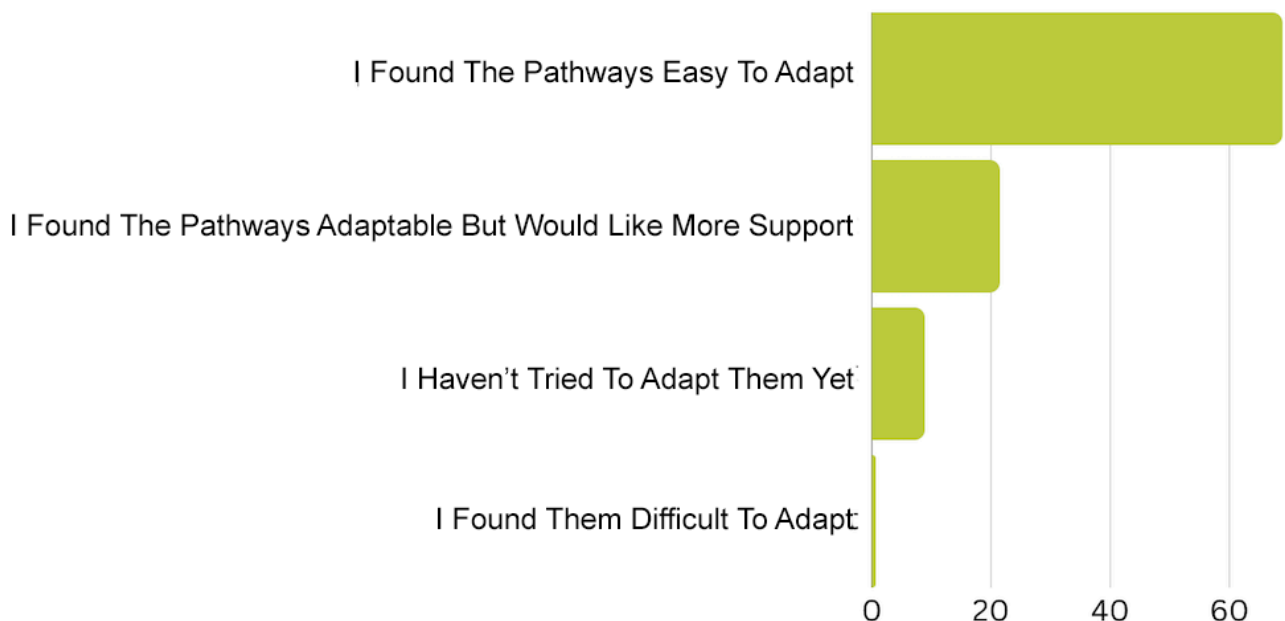 I Found The Pathways Easy To Adapt
I Found The Pathways Adaptable But Would Like More Support
I Haven’t Tried To Adapt Them Yet
I Found Them Difficult To Adapt
0 20 40 60